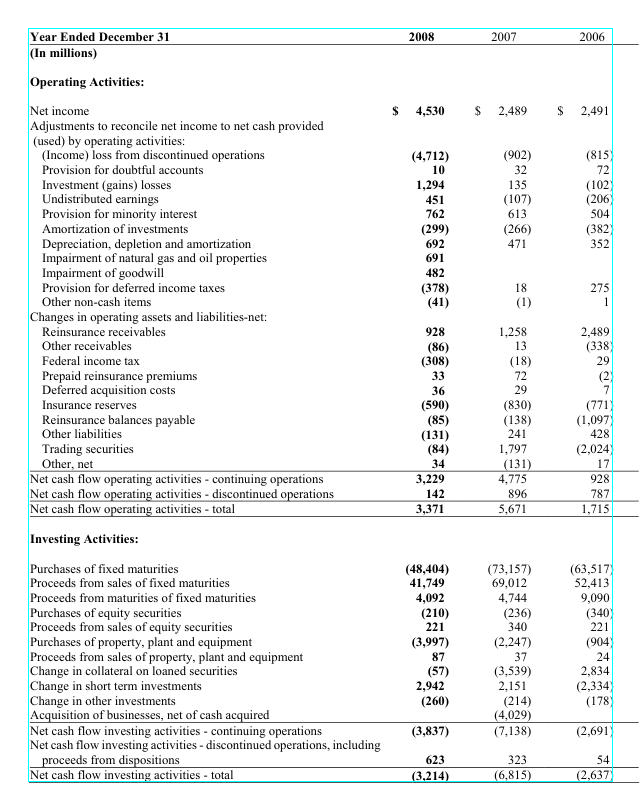 Year Ended December 31 2008 2007 2006
(In millions)
Operating Activities:
Net income $ 4,530 $ 2,489 $ 2,491
Adjustments to reconcile net income to net cash provided
(used) by operating activities:
(Income) loss from discontinued operations (4,712) (902) (815)
Provision for doubtful accounts 10 32 72
Investment (gains) losses 1,294 135 (102)
Undistributed earnings 451 (107) (206)
Provision for minority interest 762 613 504
Amortization of investments (299) (266) (382)
Depreciation, depletion and amortization 692 471 352
Impairment of natural gas and oil properties 691
Impairment of goodwill 482
Provision for deferred income taxes (378) 18 275
Other non-cash items (41) (1) 1
Changes in operating assets and liabilities-net:
Reinsurance receivables 928 1,258 2,489
Other receivables (86) 13 (338)
Federal income tax (308) (18) 29
Prepaid reinsurance premiums 33 72 (2)
Deferred acquisition costs 36 29 7
Insurance reserves (590) (830) (771)
Reinsurance balances payable (85) (138) (1,097)
Other liabilities (131) 241 428
Trading securities (84) 1,797 (2,024)
Other, net 34 (131) 17
Net cash flow operating activities - continuing operations 3,229 4,775 928
Net cash flow operating activities - discontinued operations 142 896 787
Net cash flow operating activities - total 3,371 5,671 1,715
Investing Activities:
Purchases of fixed maturities (48,404) (73,157) (63,517)
Proceeds from sales of fixed maturities 41,749 69,012 52,413
Proceeds from maturities of fixed maturities 4,092 4,744 9,090
Purchases of equity securities (210) (236) (340)
Proceeds from sales of equity securities 221 340 221
Purchases of property, plant and equipment (3,997) (2,247) (904)
Proceeds from sales of property, plant and equipment 87 37 24
Change in collateral on loaned securities (57) (3,539) 2,834
Change in short term investments 2,942 2,151 (2,334)
Change in other investments (260) (214) (178)
Acquisition of businesses, net of cash acquired (4,029)
Net cash flow investing activities - continuing operations (3,837) (7,138) (2,691)
Net cash flow investing activities - discontinued operations, including
proceeds from dispositions 623 323 54
Net cash flow investing activities - total (3,214) (6,815) (2,637)